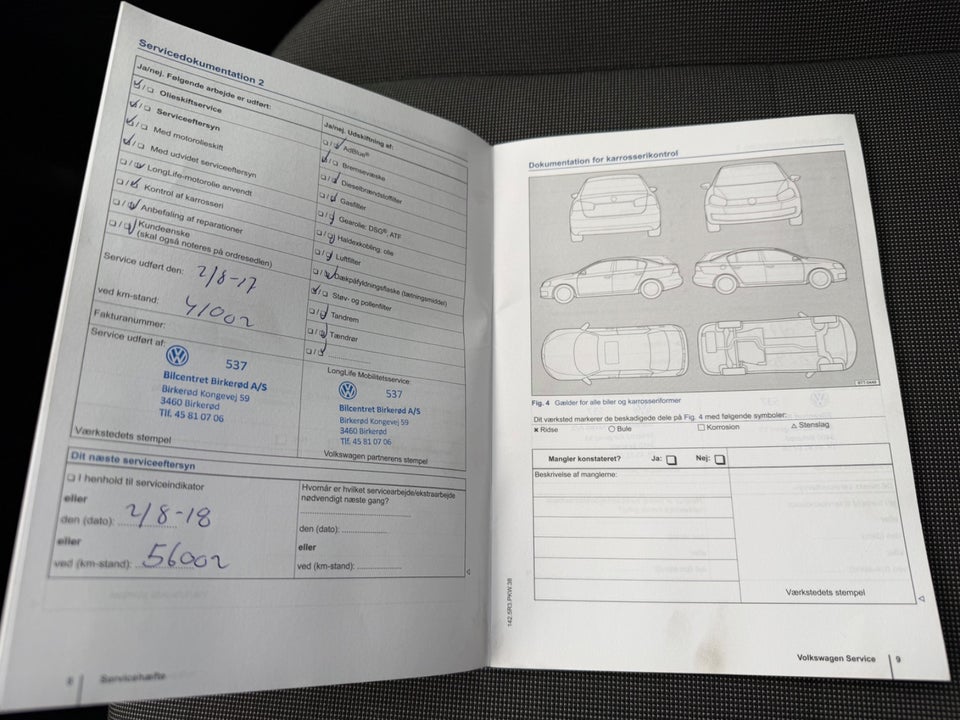 Servicedokumentation 2
Ja/nej. Følgende arbejde er udført:
☑/☐ Olieskiftservice
☑/☐ Serviceeftersyn
☑ Med motorolieskift
☑/☐ Med udvidet serviceeftersyn
☐/☑ LongLife-motorolie anvendt
☐/☑ Kontrol af karrosseri
☐/☑ Anbefaling af reparationer
☐/☑ Kundeønske
(skal også noteres på ordresedlen)
Service udført den: 2/8-17
ved km-stand: 41002
Fakturanummer:
Service udført af:
537
Bilcentret Birkerød A/S
Birkerød Kongevej 59
3460 Birkerød
Tlf. 45 81 07 06
Værkstedets stempel
Ja/nej. Udskiftning af:
☐/☑ AdBlue®
☑/☐ Bremsevæske
☐/☑ Dieselbrændstoffilter
☐/☑ Gasfilter
☐/☑ Gearolie: DSG®, ATF
☐/☑ Haldexkobling: olie
☐/☑ Luftfilter
☐/☑ Dækpåfyldningsflaske (tætningsmiddel)
☑/☐ Støv- og pollenfilter
☐/☑ Tandrem
☐/☑ Tændrør
☐/☑ ....................
LongLife Mobilitetsservice:
537
Bilcentret Birkerød A/S
Birkerød Kongevej 59
3460 Birkerød
Tlf. 45 81 07 06
Volkswagen partnerens stempel
Dit næste serviceeftersyn
☐ I henhold til serviceindikator
eller
den (dato): 2/8-18
eller
ved (km-stand): 56002
Hvornår er hvilket servicearbejde/ekstraarbejde
nødvendigt næste gang?
....................
den (dato): ....................
eller
ved (km-stand): ....................
8 Servicehæfte
Dokumentation for karrosserikontrol
Fig. 4 Gælder for alle biler og karrosseriformer
Dit værksted markerer de beskadigede dele på Fig. 4 med følgende symboler:
× Ridse ○ Bule ☐ Korrosion △ Stenslag
Mangler konstateret? Ja: ☐ Nej: ☐
Beskrivelse af manglerne:
Værkstedets stempel
142.5R3.PKW.38
Volkswagen Service 9